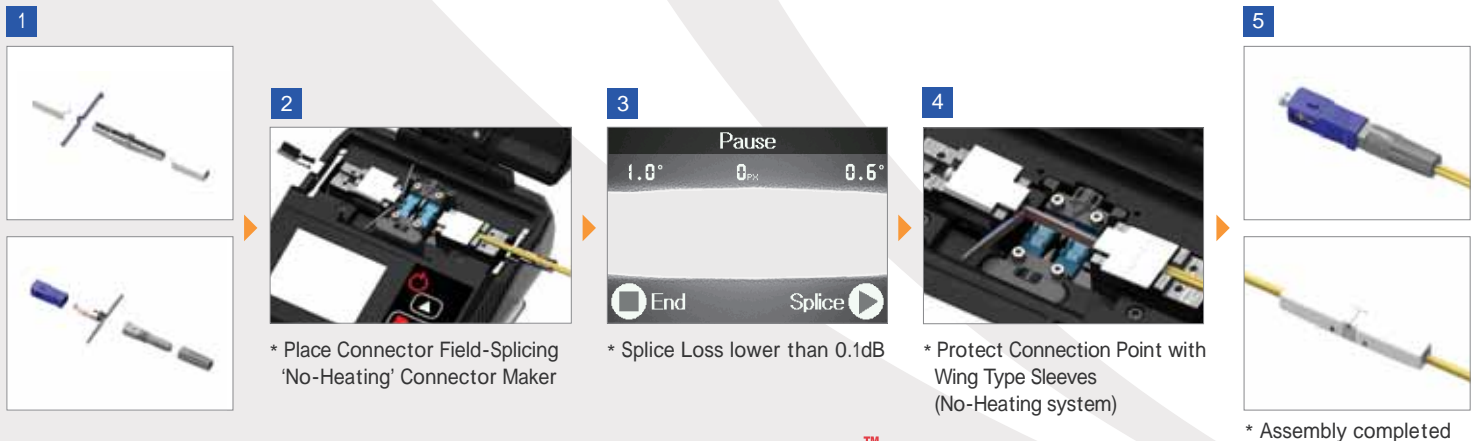 1
2
* Place Connector Field-Splicing
'No-Heating' Connector Maker
3
Pause
1.0°
0PX
0.6°
End
Splice
* Splice Loss lower than 0.1dB
4
* Protect Connection Point with
Wing Type Sleeves
(No-Heating system)
5
* Assembly completed
TM